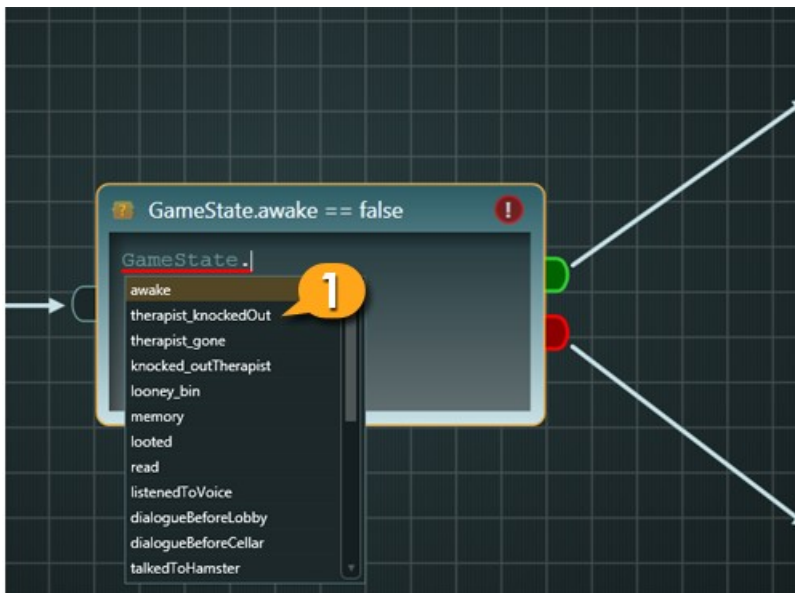 ? GameState.awake == false !
GameState.
awake
1
therapist_knockedOut
therapist_gone
knocked_outTherapist
looney_bin
memory
looted
read
listenedToVoice
dialogueBeforeLobby
dialogueBeforeCellar
talkedToHamster